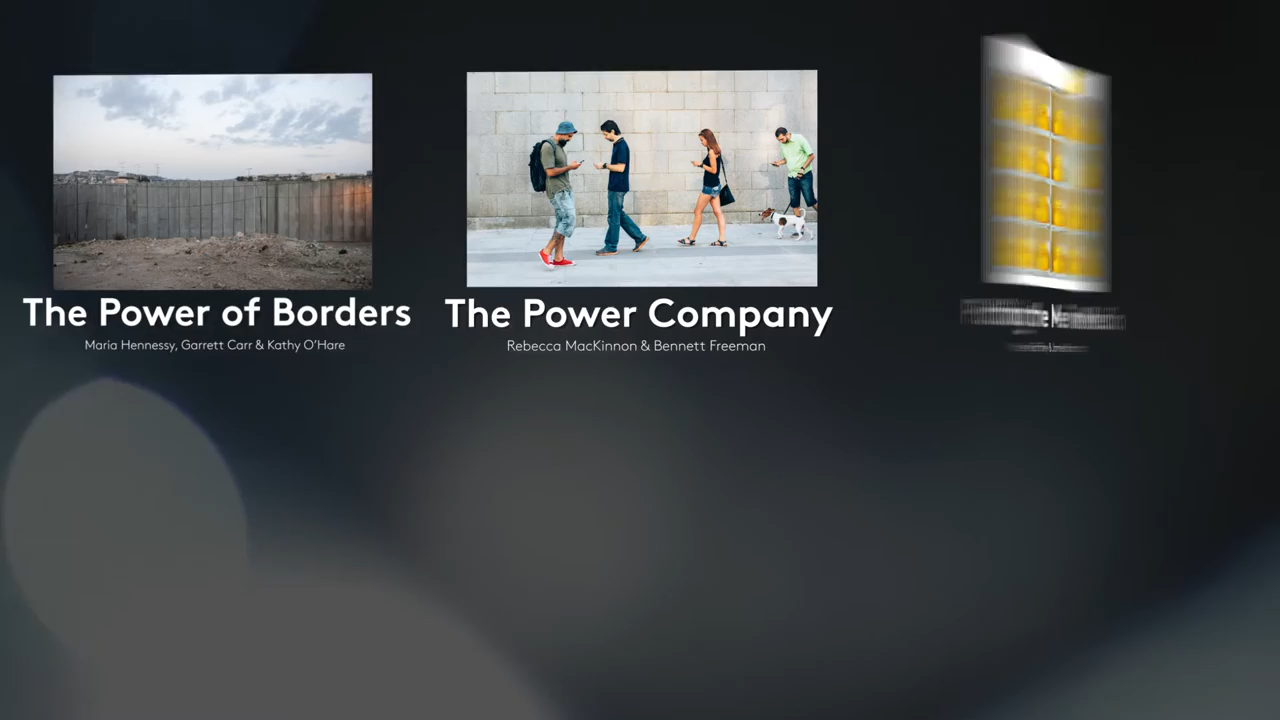 The Power of Borders
Maria Hennessy, Garrett Carr & Kathy O'Hare
The Power Company
Rebecca MacKinnon & Bennett Freeman